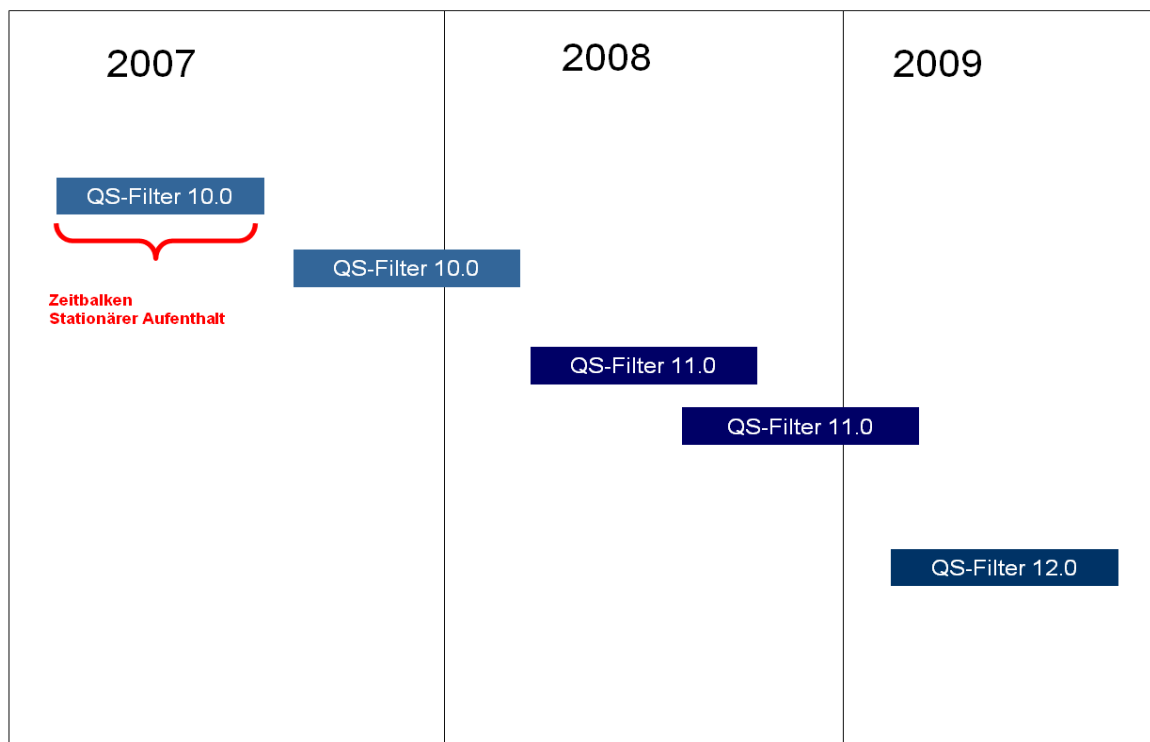 2007
2008
2009
QS-Filter 10.0
QS-Filter 10.0
Zeitbalken
Stationärer Aufenthalt
QS-Filter 11.0
QS-Filter 11.0
QS-Filter 12.0